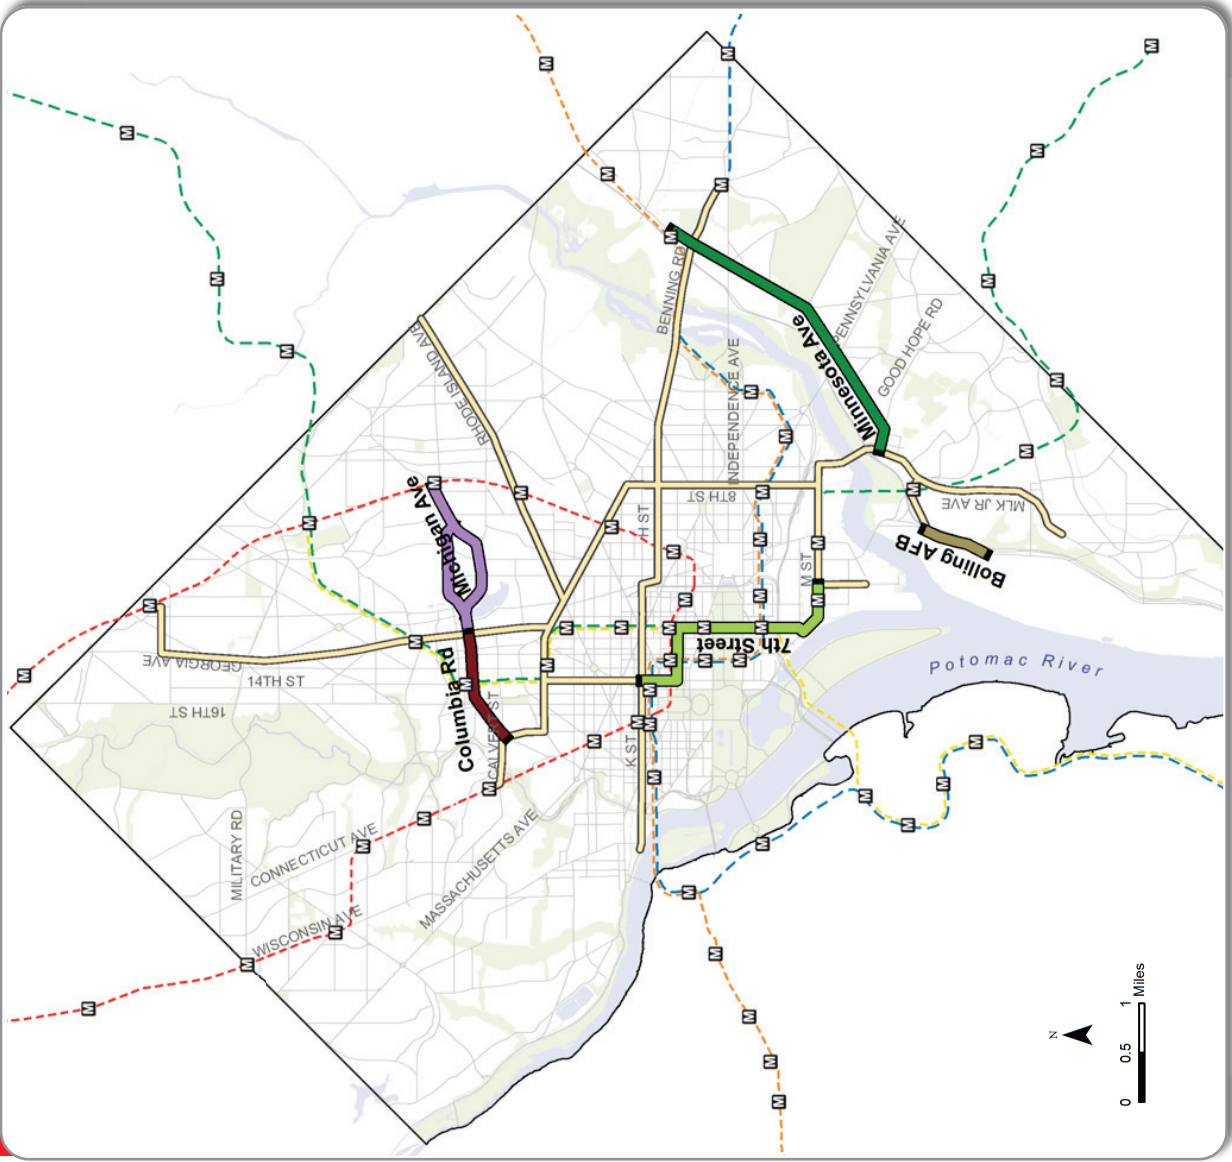 RHODE ISLAND AVE
BENNING RD
PENNSYLVANIA AVE
GOOD HOPE RD
Minnesota Ave
INDEPENDENCE AVE
Michigan Ave
8TH ST
H ST
MLK JR AVE
Bolling AFB
M ST
7th Street
GEORGIA AVE
14TH ST
16TH ST
Columbia Rd
CALVERT ST
K ST
Potomac River
MILITARY RD
CONNECTICUT AVE
MASSACHUSETTS AVE
WISCONSIN AVE
N
0 0.5 1 Miles